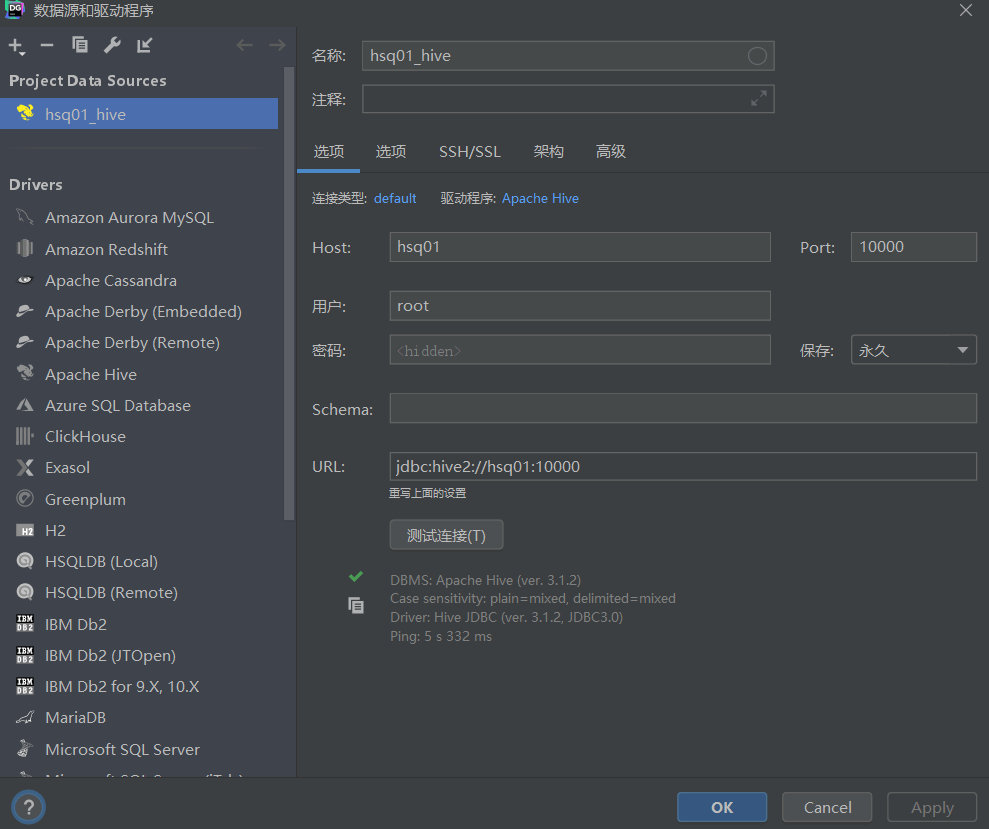 数据源和驱动程序
Project Data Sources
hsq01_hive
Drivers
Amazon Aurora MySQL
Amazon Redshift
Apache Cassandra
Apache Derby (Embedded)
Apache Derby (Remote)
Apache Hive
Azure SQL Database
ClickHouse
Exasol
Greenplum
H2
HSQLDB (Local)
HSQLDB (Remote)
IBM Db2
IBM Db2 (JTOpen)
IBM Db2 for 9.X, 10.X
MariaDB
Microsoft SQL Server
名称: hsq01_hive
注释:
选项 选项 SSH/SSL 架构 高级
连接类型: default 驱动程序: Apache Hive
Host: hsq01 Port: 10000
用户: root
密码: <hidden> 保存: 永久
Schema:
URL: jdbc:hive2://hsq01:10000
重写上面的设置
测试连接(T)
DBMS: Apache Hive (ver. 3.1.2)
Case sensitivity: plain=mixed, delimited=mixed
Driver: Hive JDBC (ver. 3.1.2, JDBC3.0)
Ping: 5 s 332 ms
? OK Cancel Apply